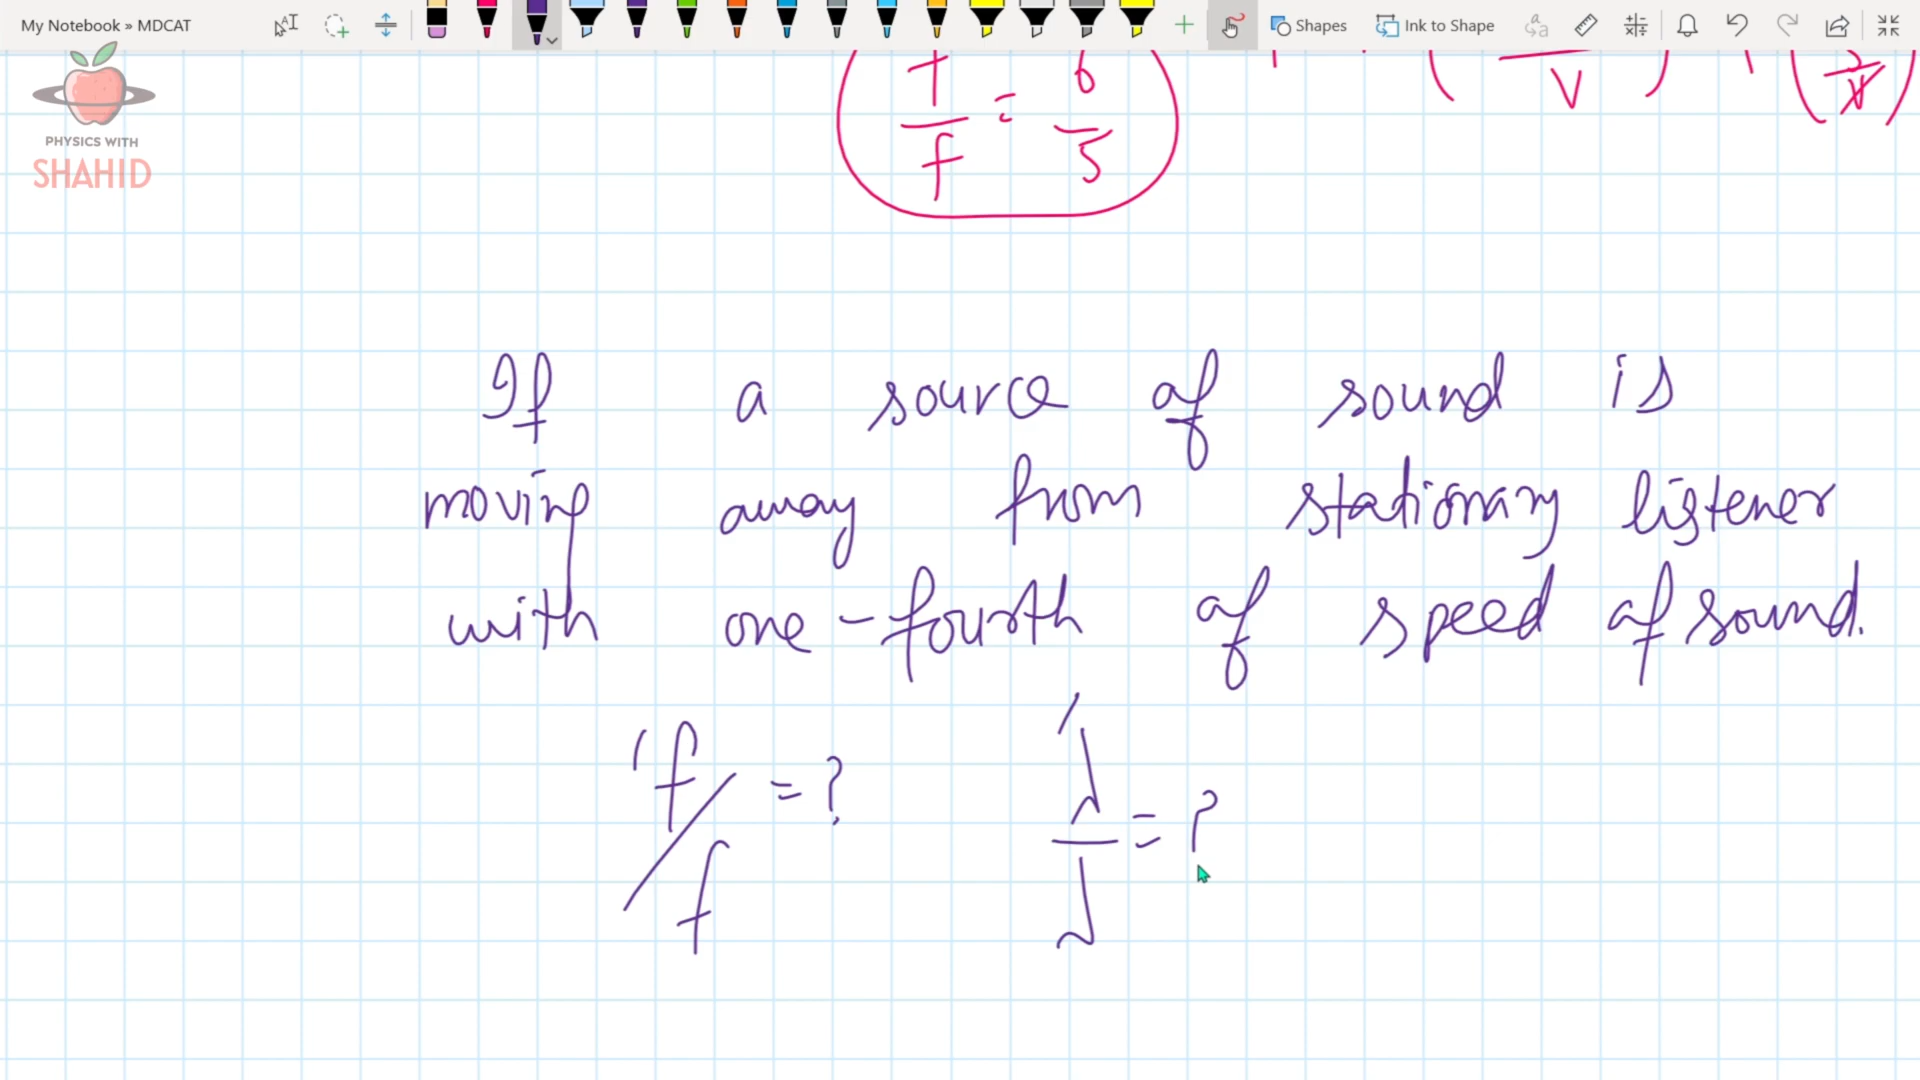 My Notebook » MDCAT
Shapes
Ink to Shape
PHYSICS WITH
SHAHID
f/f = 6/5
V
If a source of sound is
moving away from stationary listener
with one-fourth of speed of sound.
'f/f = ? 'λ/λ = ?